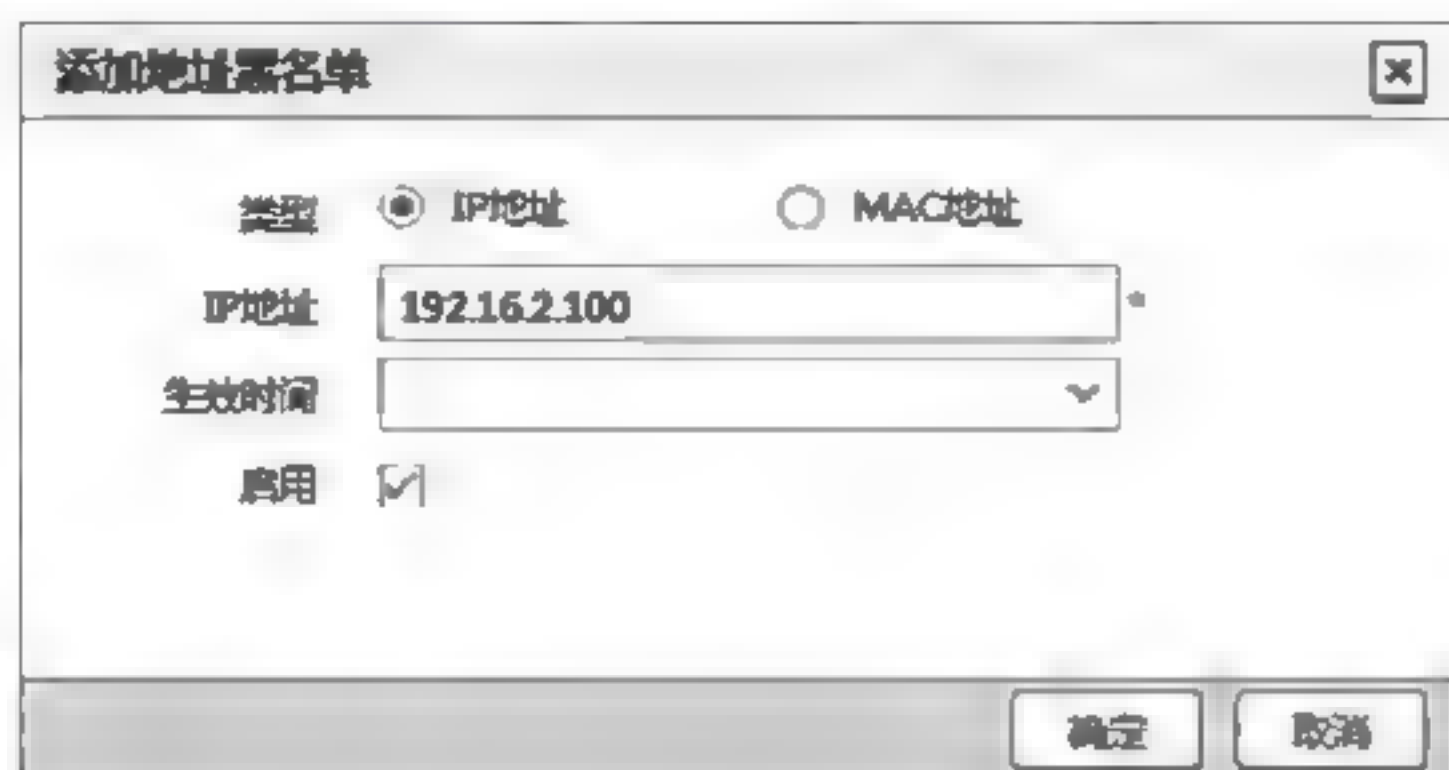 添加地址黑名单
类型 IP地址 MAC地址
IP地址 192.16.2.100 *
生效时间
启用
确定 取消